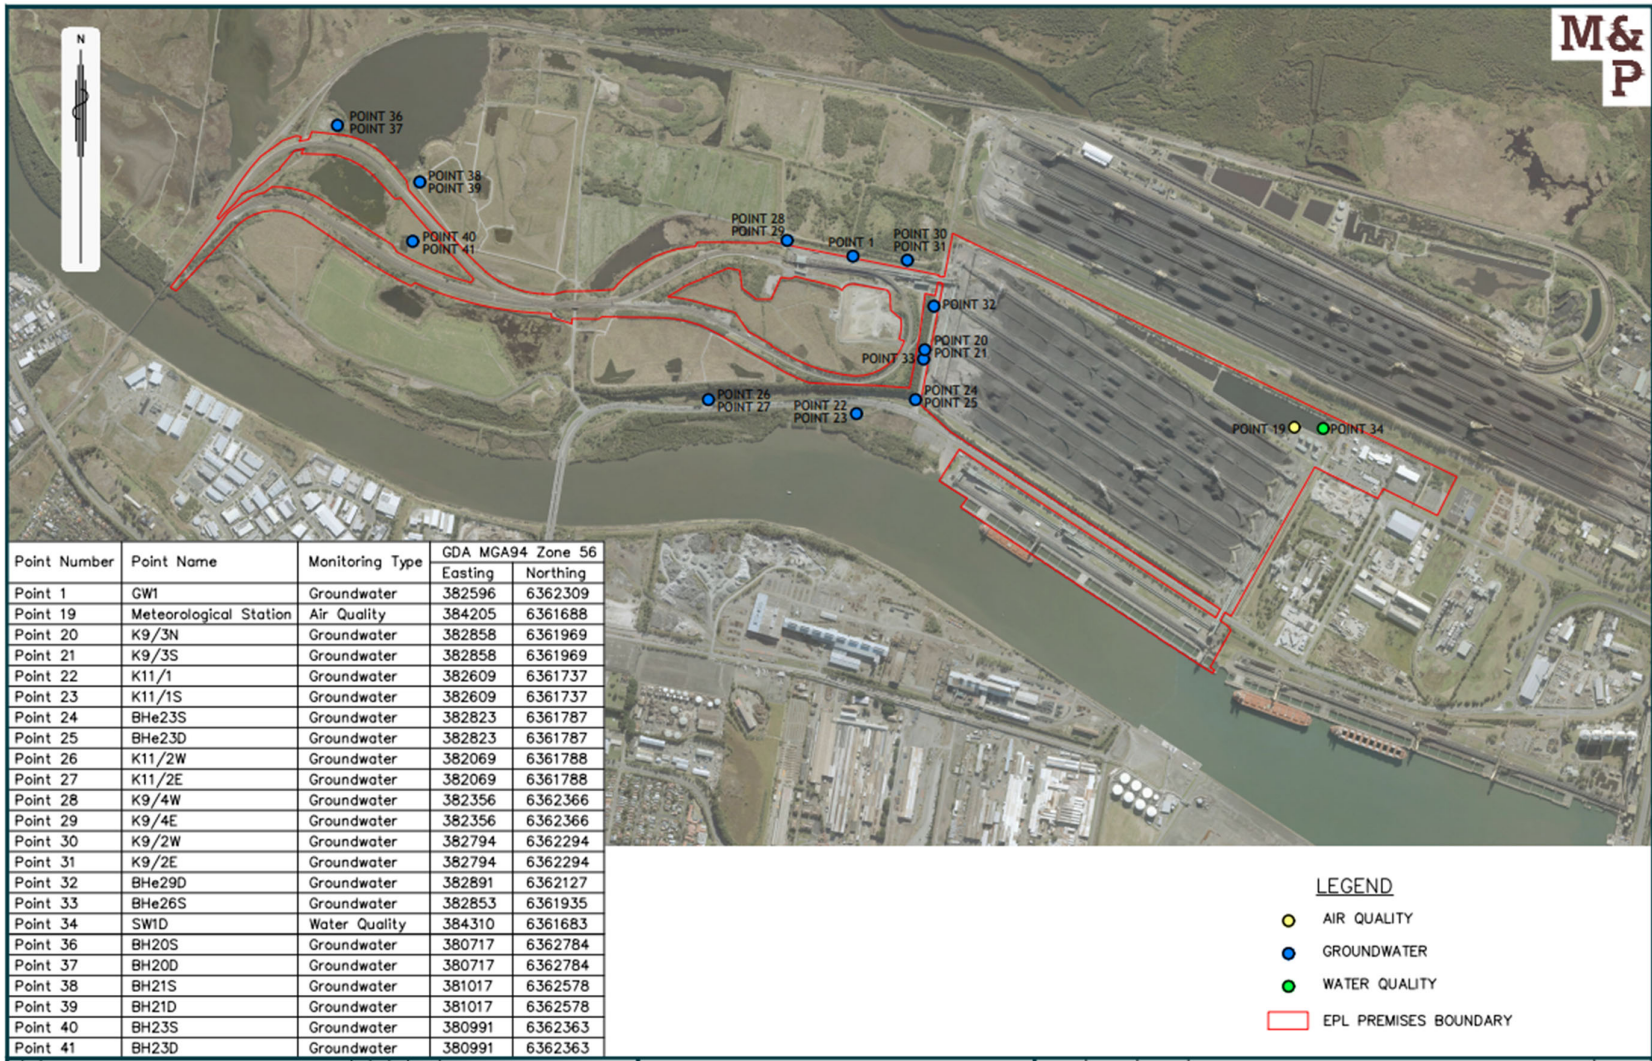 N
M&
P
POINT 36
POINT 37
POINT 38
POINT 39
POINT 40
POINT 41
POINT 28
POINT 29
POINT 1
POINT 30
POINT 31
POINT 32
POINT 20
POINT 21
POINT 33
POINT 24
POINT 25
POINT 26
POINT 27
POINT 22
POINT 23
POINT 19
POINT 34
Point Number Point Name Monitoring Type GDA MGA94 Zone 56
Easting Northing
Point 1 GW1 Groundwater 382596 6362309
Point 19 Meteorological Station Air Quality 384205 6361688
Point 20 K9/3N Groundwater 382858 6361969
Point 21 K9/3S Groundwater 382858 6361969
Point 22 K11/1 Groundwater 382609 6361737
Point 23 K11/1S Groundwater 382609 6361737
Point 24 BHe23S Groundwater 382823 6361787
Point 25 BHe23D Groundwater 382823 6361787
Point 26 K11/2W Groundwater 382069 6361788
Point 27 K11/2E Groundwater 382069 6361788
Point 28 K9/4W Groundwater 382356 6362366
Point 29 K9/4E Groundwater 382356 6362366
Point 30 K9/2W Groundwater 382794 6362294
Point 31 K9/2E Groundwater 382794 6362294
Point 32 BHe29D Groundwater 382891 6362127
Point 33 BHe26S Groundwater 382853 6361935
Point 34 SW1D Water Quality 384310 6361683
Point 36 BH20S Groundwater 380717 6362784
Point 37 BH20D Groundwater 380717 6362784
Point 38 BH21S Groundwater 381017 6362578
Point 39 BH21D Groundwater 381017 6362578
Point 40 BH23S Groundwater 380991 6362363
Point 41 BH23D Groundwater 380991 6362363
LEGEND
AIR QUALITY
GROUNDWATER
WATER QUALITY
EPL PREMISES BOUNDARY